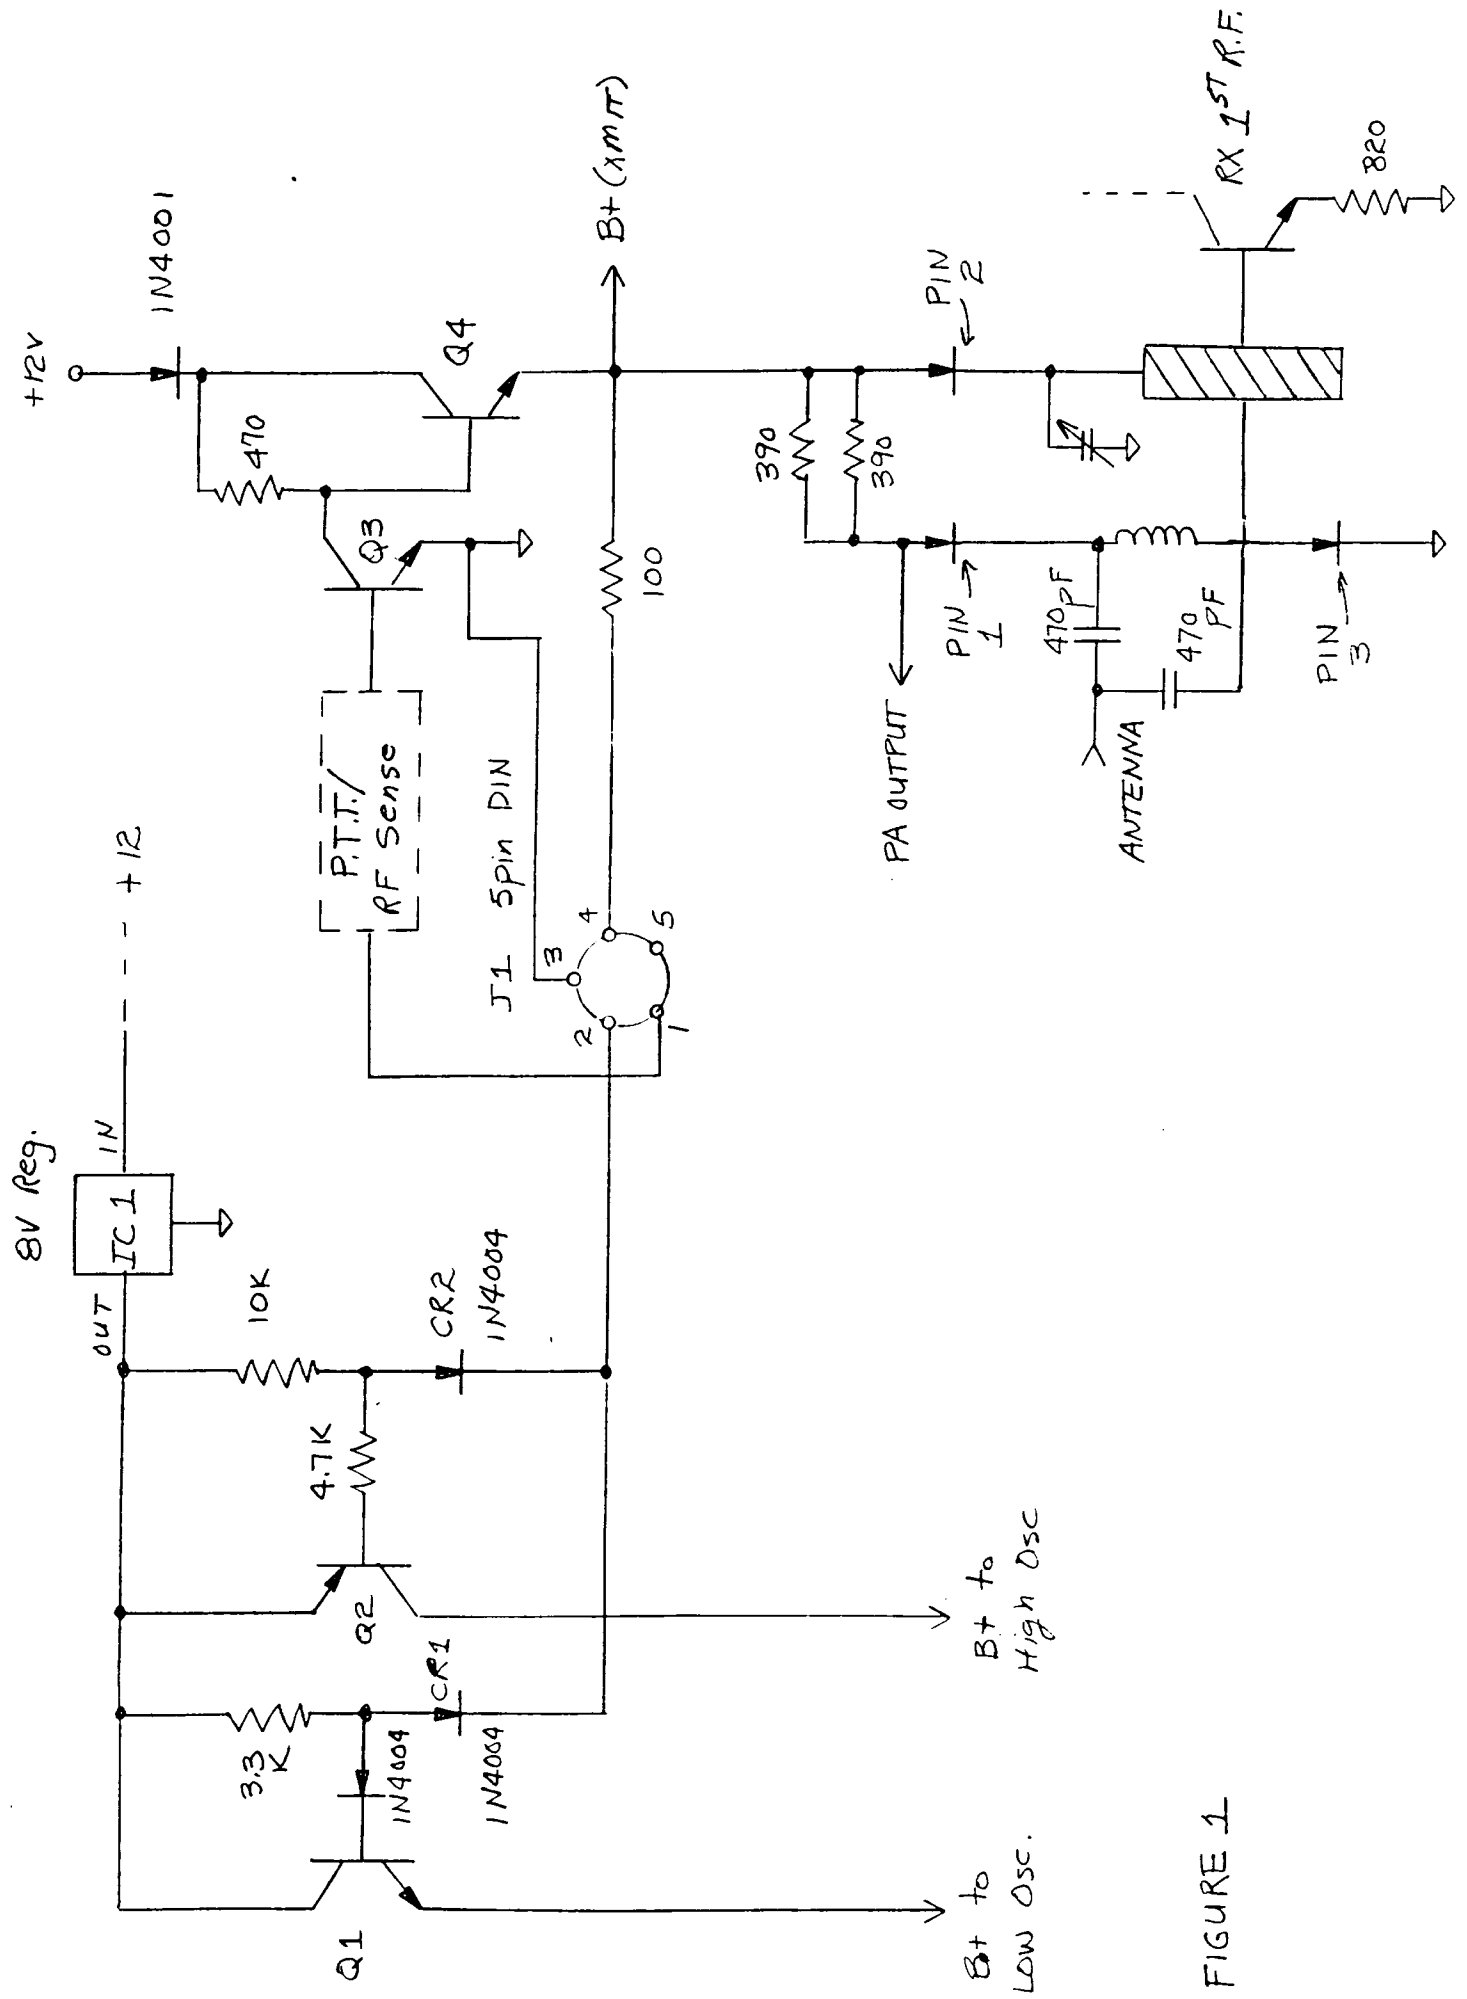 8V Reg.
OUT
IC 1
IN
--- +12
+12V
1N4001
3.3
K
10K
4.7K
470
P.T.T./
RF Sense
Q3
Q4
Q1
1N4004
CR1
1N4004
Q2
CR2
1N4004
J1 5pin DIN
2
3
4
1
5
100
B+ (XMIT)
390
390
PA OUTPUT
PIN
1
PIN
2
B+ to
LOW Osc.
B+ to
High Osc
ANTENNA
470
pF
470
pF
PIN
3
RX 1ST R.F.
820
FIGURE 1